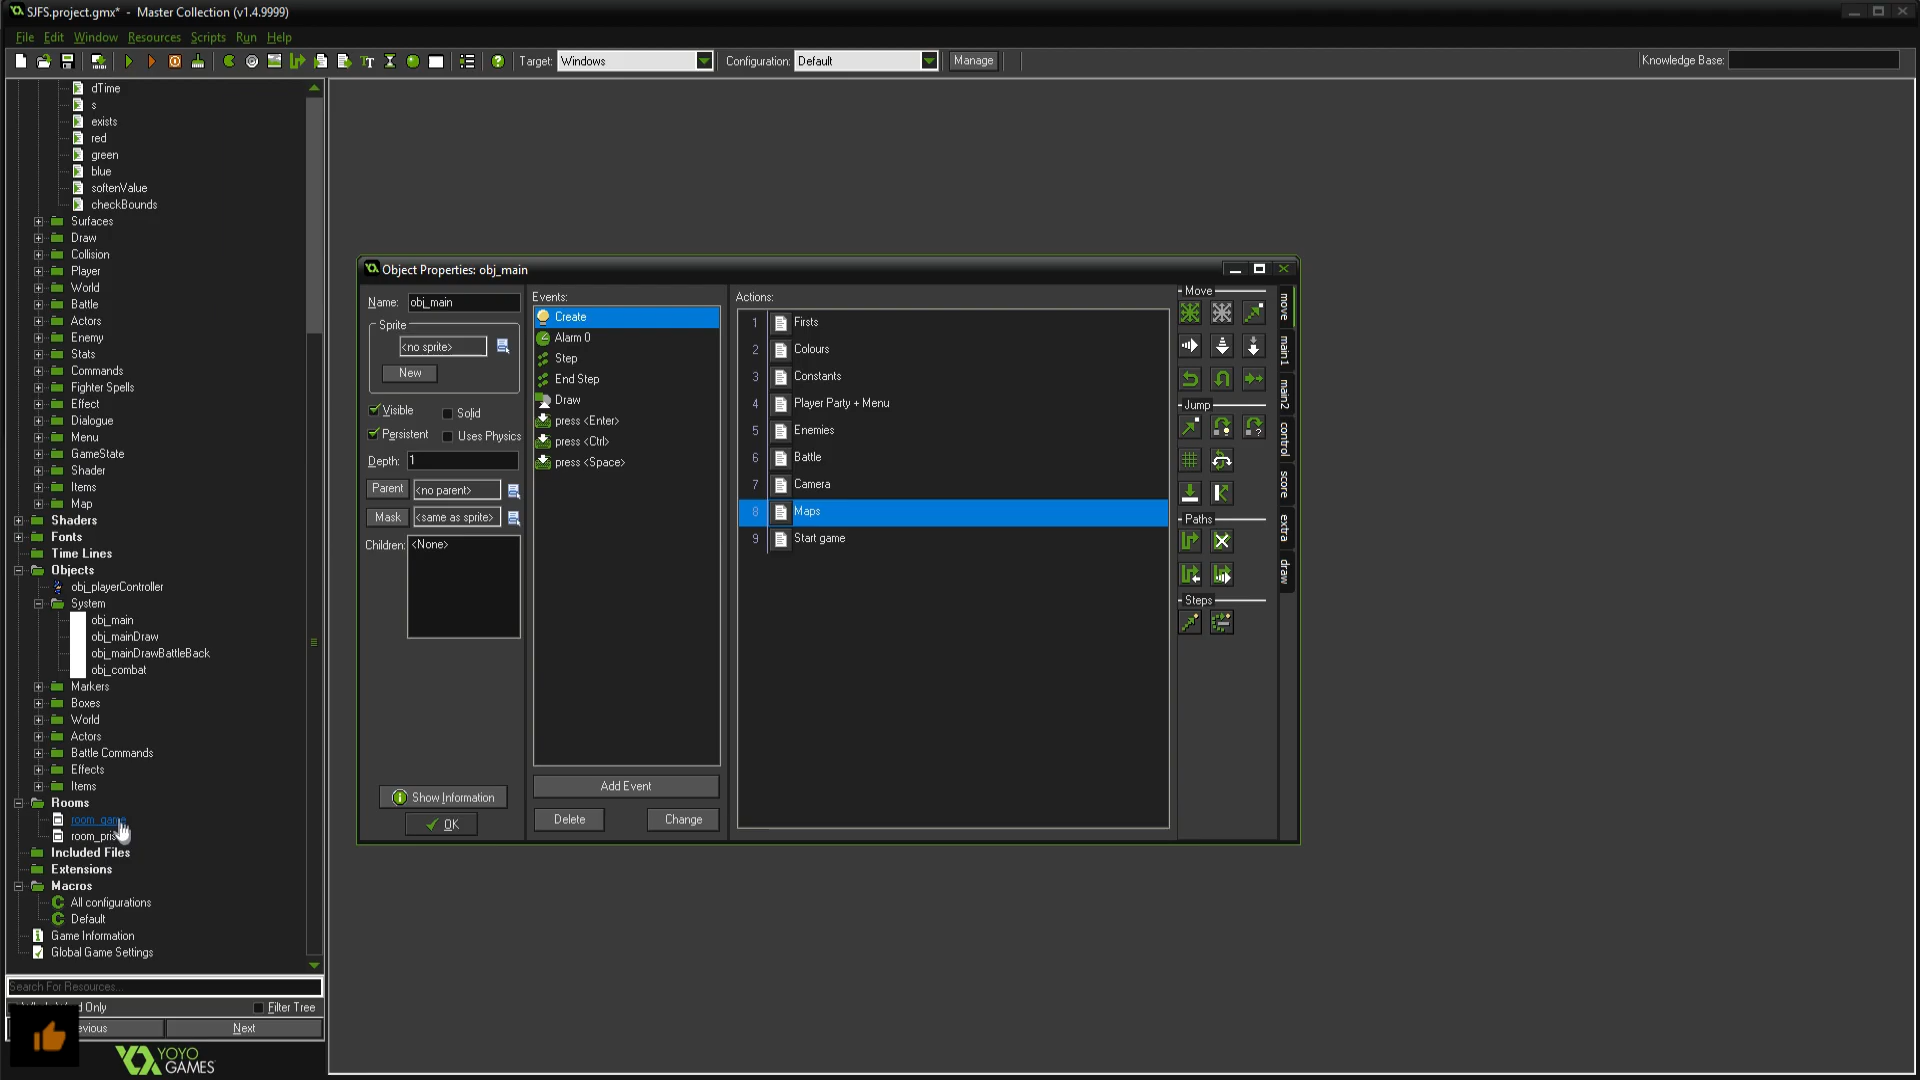 SJFS.project.gmx* - Master Collection (v1.4.9999)
File Edit Window Resources Scripts Run Help
Target: Windows Configuration: Default Manage Knowledge Base:
dTime
s
exists
red
green
blue
softenValue
checkBounds
Surfaces
Draw
Collision
Player
World
Battle
Actors
Enemy
Stats
Commands
Fighter Spells
Effect
Dialogue
Menu
GameState
Shader
Items
Map
Shaders
Fonts
Time Lines
Objects
obj_playerController
System
obj_main
obj_mainDraw
obj_mainDrawBattleBack
obj_combat
Markers
Boxes
World
Actors
Battle Commands
Effects
Items
Rooms
room_game
Included Files
Extensions
Macros
All configurations
Default
Game Information
Global Game Settings
Search For Resources...
Only Filter Tree
Next
YOYO
GAMES
Object Properties: obj_main
Name: obj_main
Sprite
<no sprite>
New
Visible Solid
Persistent Uses Physics
Depth: 1
Parent <no parent>
Mask <same as sprite>
Children: <None>
Show Information
OK
Events:
Create
Alarm 0
Step
End Step
Draw
press <Enter>
press <Ctrl>
press <Space>
Add Event
Delete Change
Actions:
1 Firsts
2 Colours
3 Constants
4 Player Party + Menu
5 Enemies
6 Battle
7 Camera
8 Maps
9 Start game
Move
Jump
Paths
Steps
move
main1
main2
control
score
extra
draw